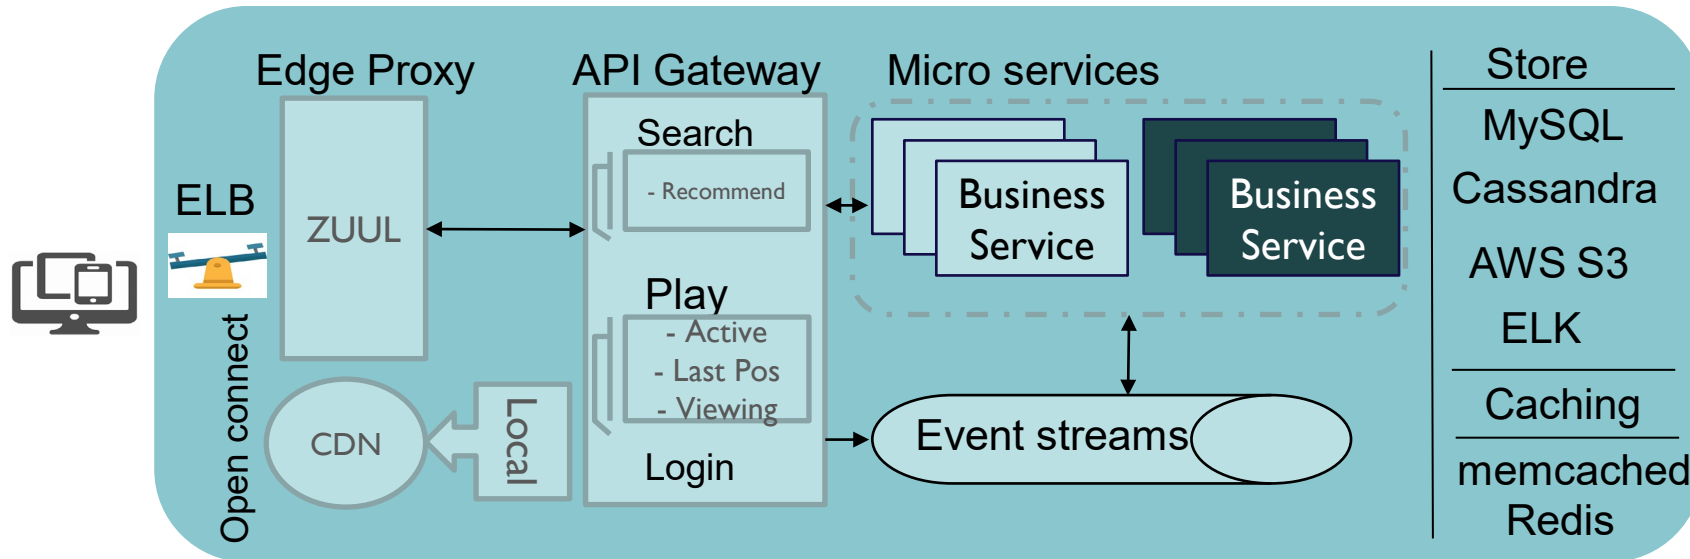 Edge Proxy
API Gateway
Micro services
Store
ELB
ZUUL
Search
- Recommend
Play
- Active
- Last Pos
- Viewing
Login
Business
Service
Business
Service
Open connect
CDN
Local
Event streams
MySQL
Cassandra
AWS S3
ELK
Caching
memcached
Redis